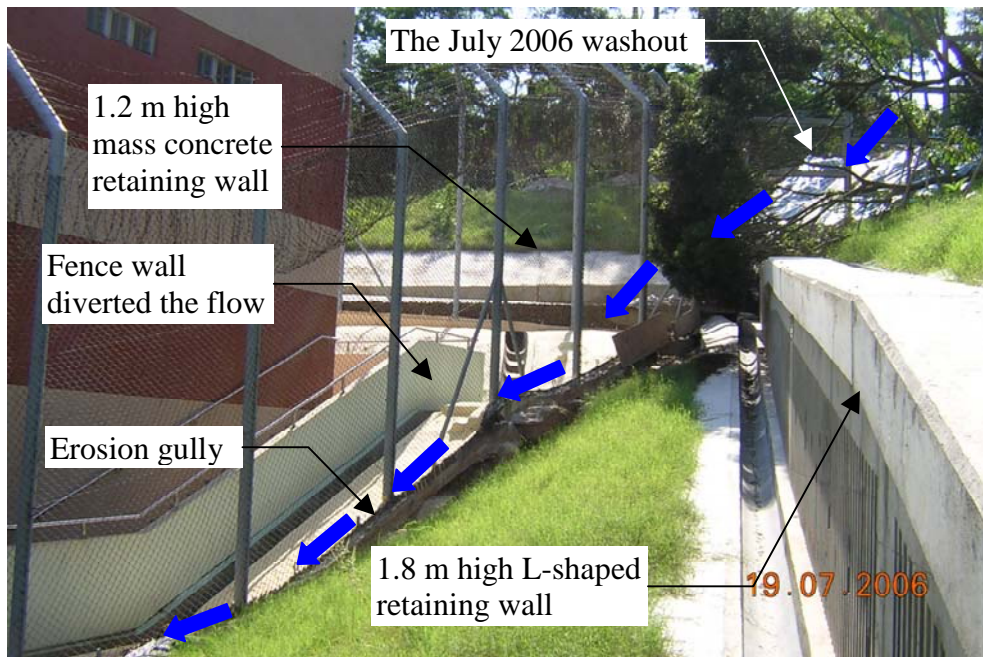 The July 2006 washout
1.2 m high
mass concrete
retaining wall
Fence wall
diverted the flow
Erosion gully
1.8 m high L-shaped
retaining wall
19.07.2006